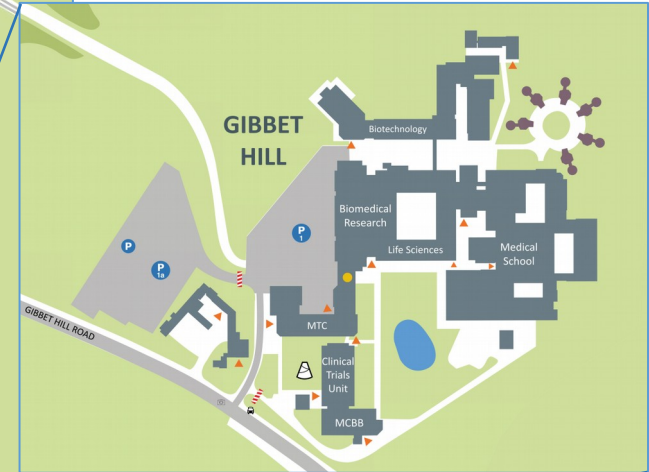 GIBBET
HILL
Biotechnology
Biomedical
Research
Life Sciences
Medical
School
P
1
P
P
1a
MTC
GIBBET HILL ROAD
Clinical
Trials
Unit
MCBB